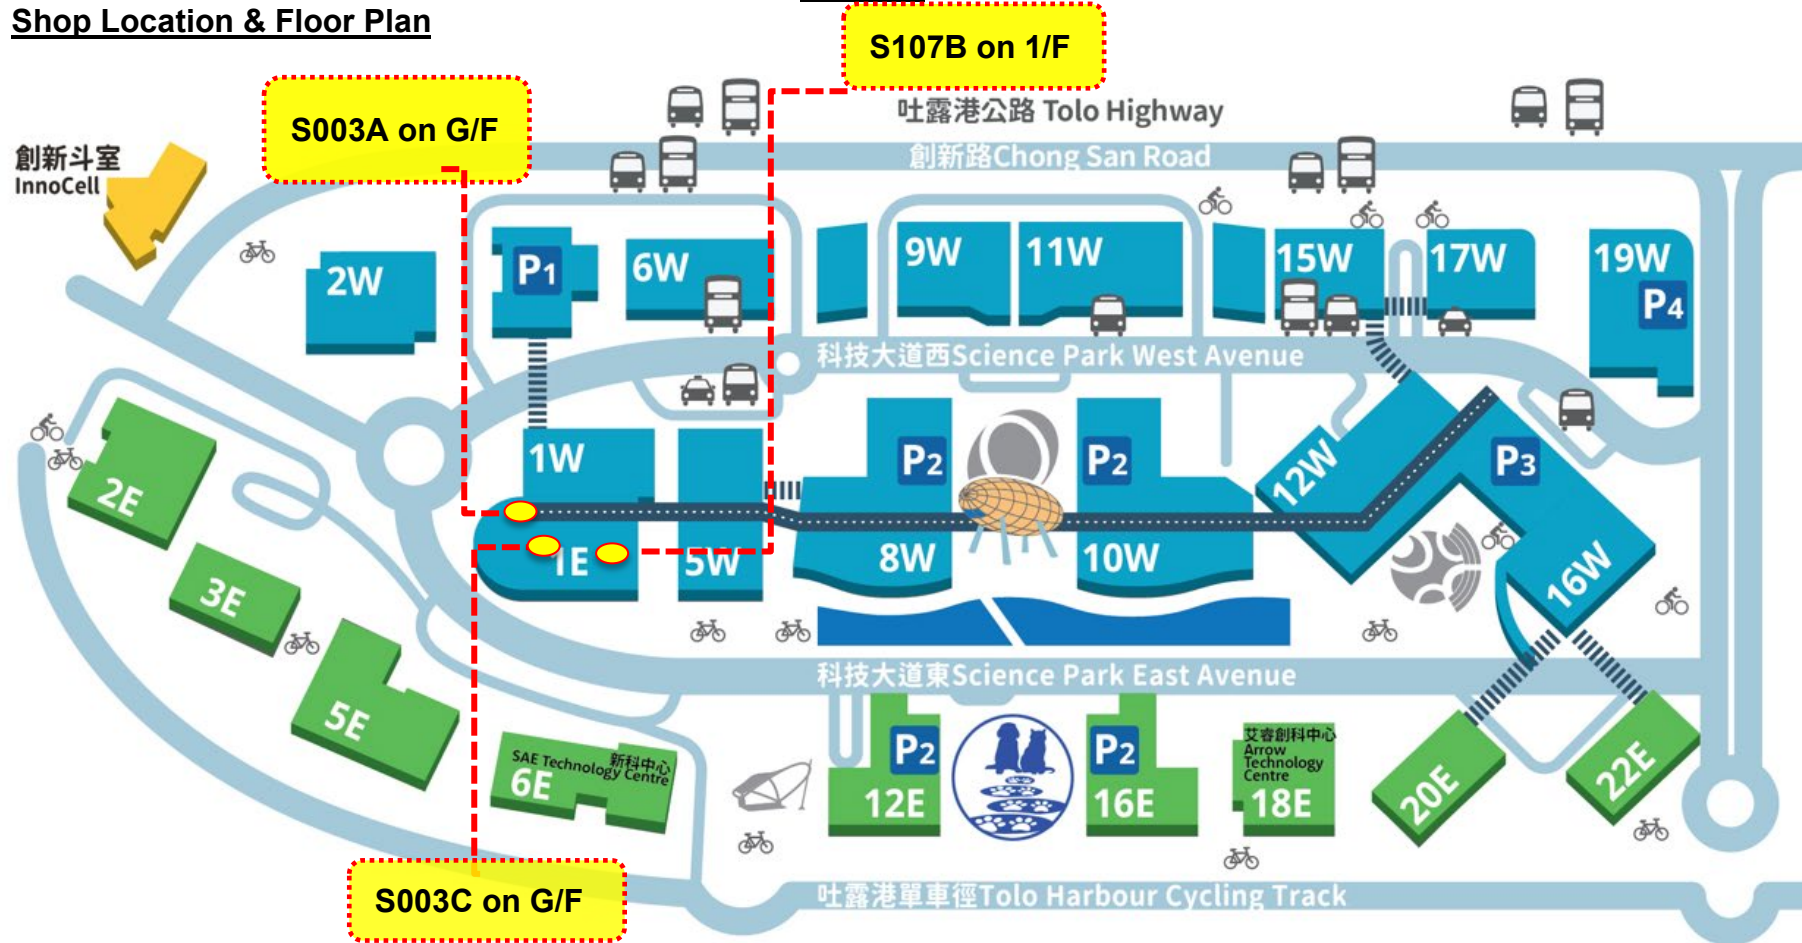 Shop Location & Floor Plan
S107B on 1/F
S003A on G/F
吐露港公路 Tolo Highway
創新路Chong San Road
創新斗室
InnoCell
2W
P1
6W
9W
11W
15W
17W
19W
P4
科技大道西Science Park West Avenue
1W
P2
P2
12W
P3
2E
1E
5W
8W
10W
16W
3E
科技大道東Science Park East Avenue
5E
SAE Technology Centre
新科中心
6E
P2
12E
P2
16E
艾睿創科中心
Arrow
Technology
Centre
18E
20E
22E
S003C on G/F
吐露港單車徑Tolo Harbour Cycling Track